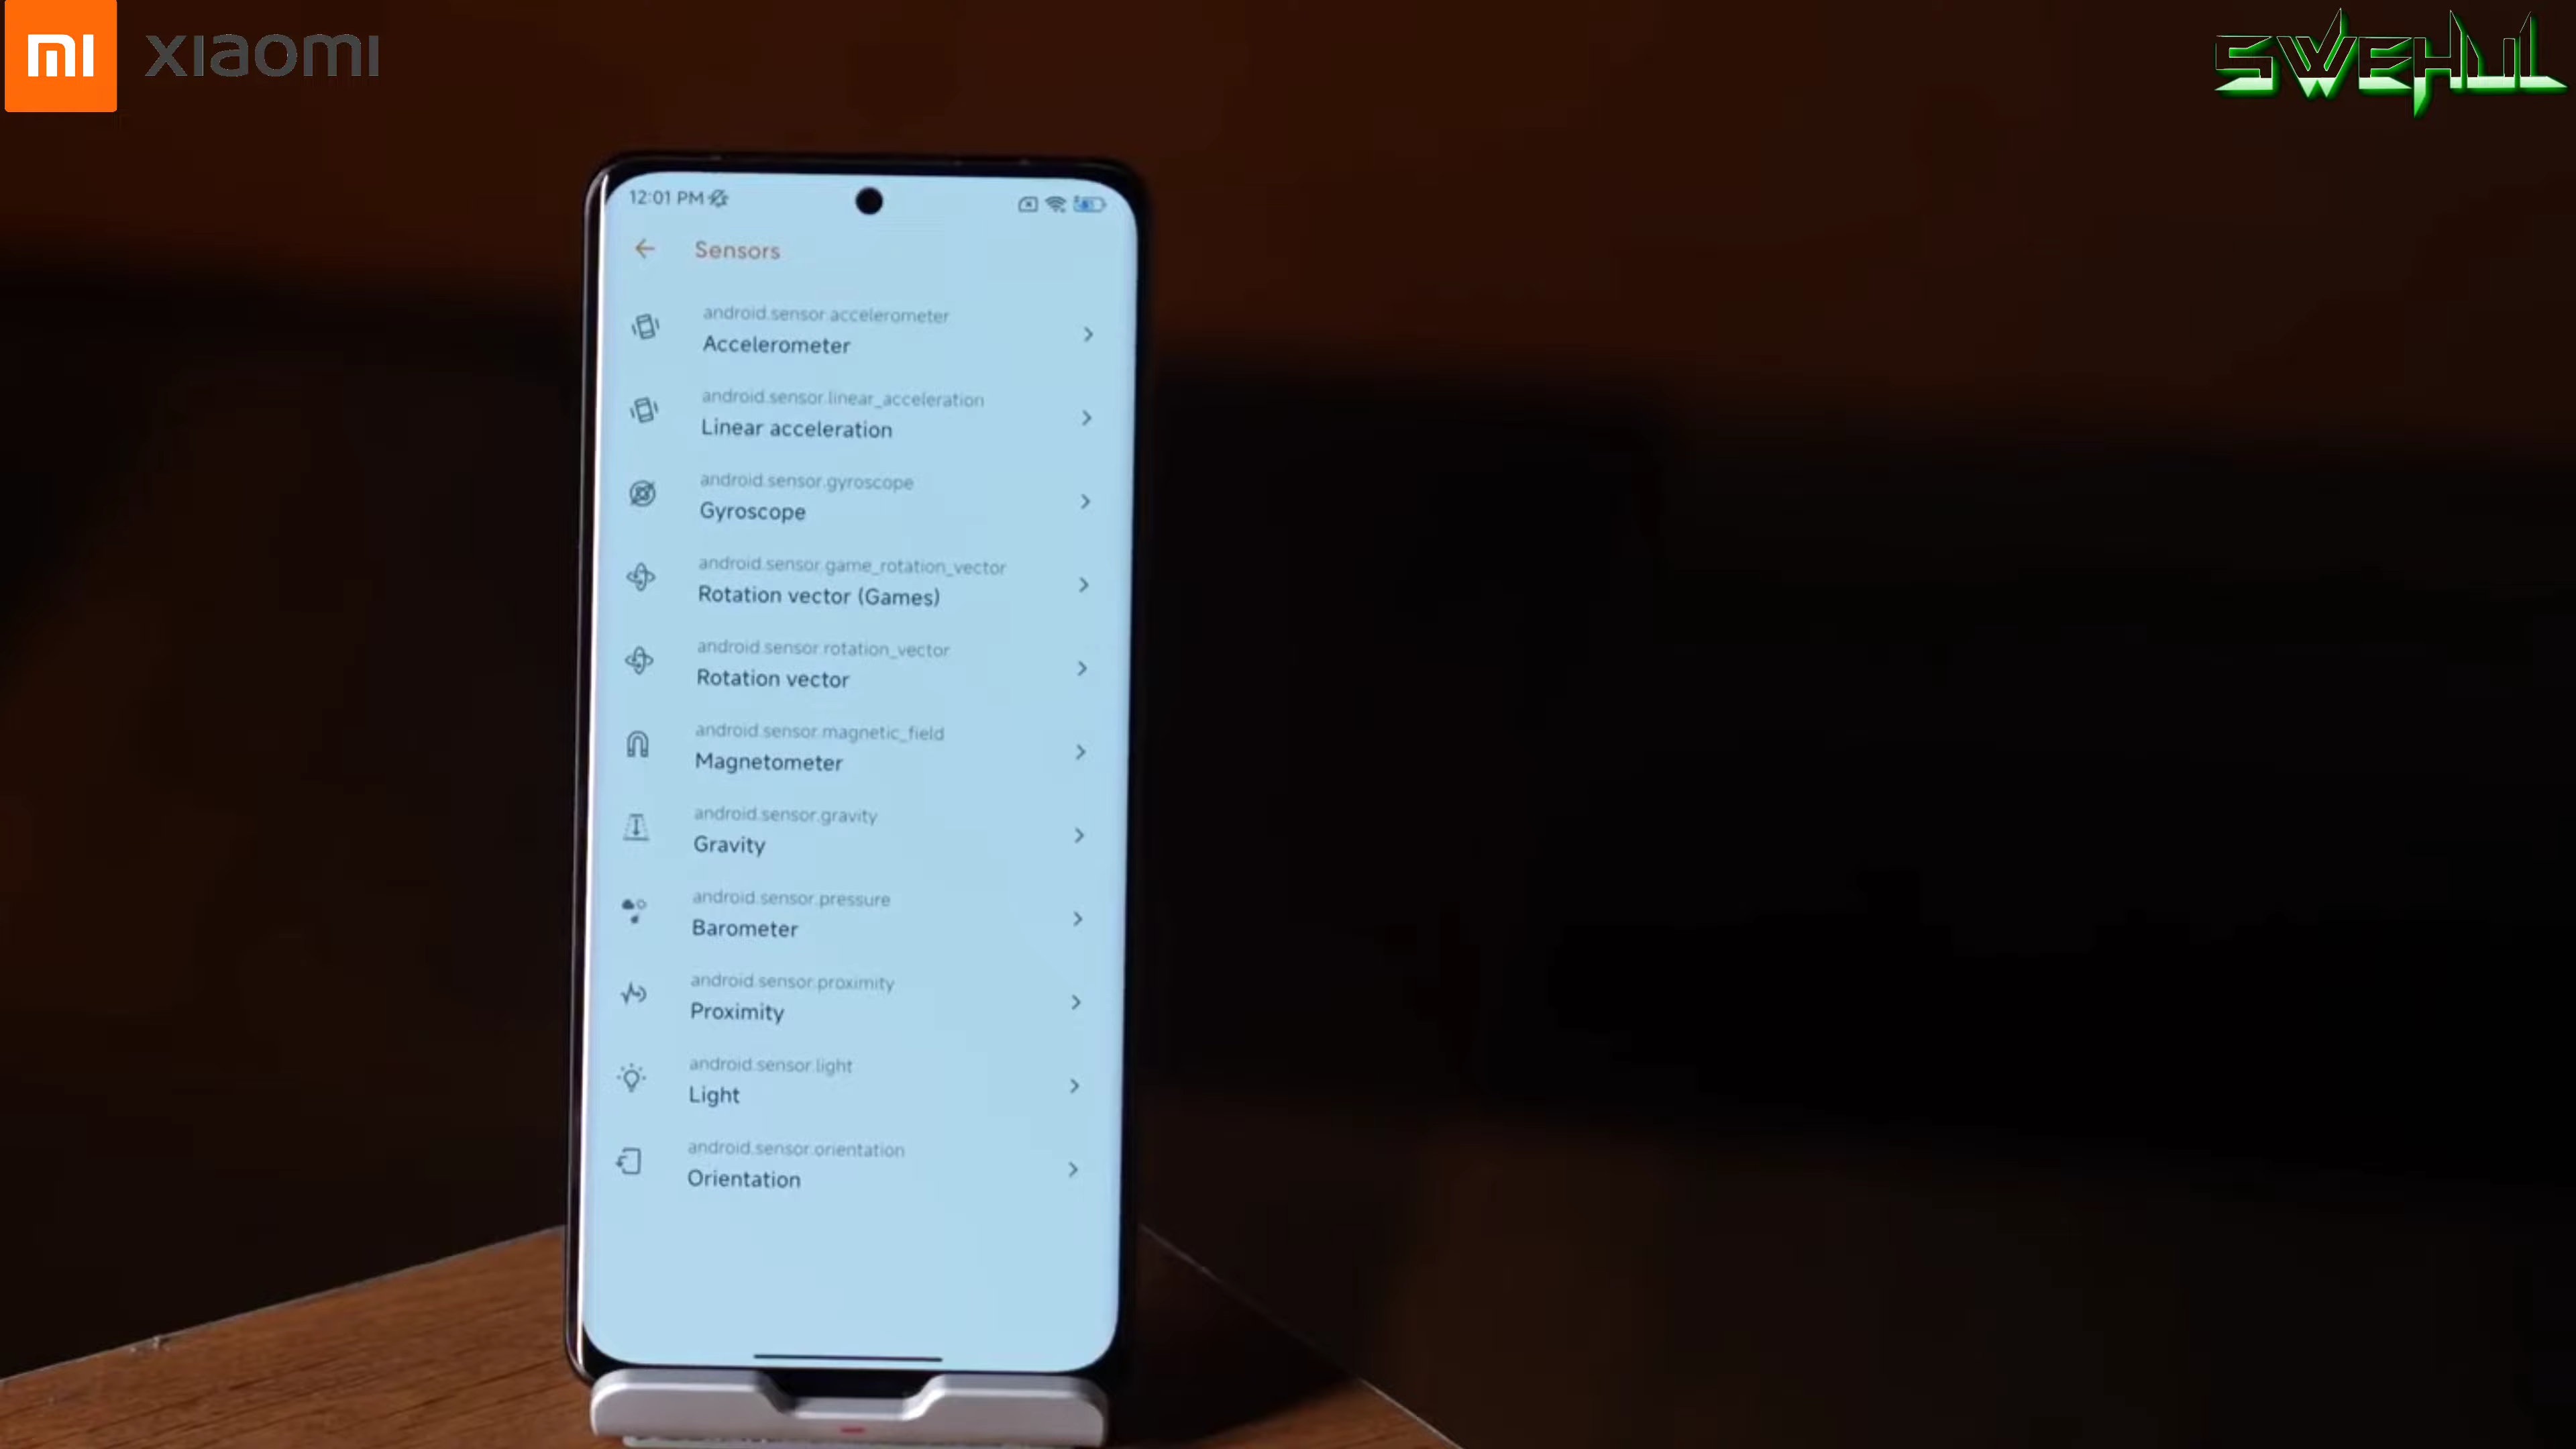 mi xiaomi
SWEHUL
12:01 PM
Sensors
android.sensor.accelerometer
Accelerometer
android.sensor.linear_acceleration
Linear acceleration
android.sensor.gyroscope
Gyroscope
android.sensor.game_rotation_vector
Rotation vector (Games)
android.sensor.rotation_vector
Rotation vector
android.sensor.magnetic_field
Magnetometer
android.sensor.gravity
Gravity
android.sensor.pressure
Barometer
android.sensor.proximity
Proximity
android.sensor.light
Light
android.sensor.orientation
Orientation